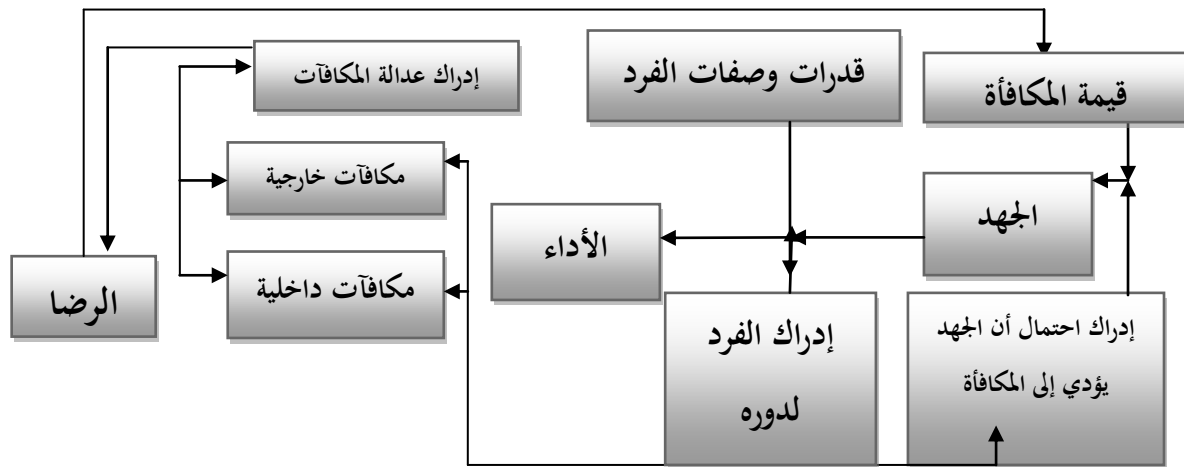 قدرات وصفات الفرد
قيمة المكافأة
إدراك عدالة المكافآت
مكافآت خارجية
الجهد
الأداء
مكافآت داخلية
الرضا
إدراك احتمال أن الجهد
يؤدي إلى المكافأة
إدراك الفرد
لدوره